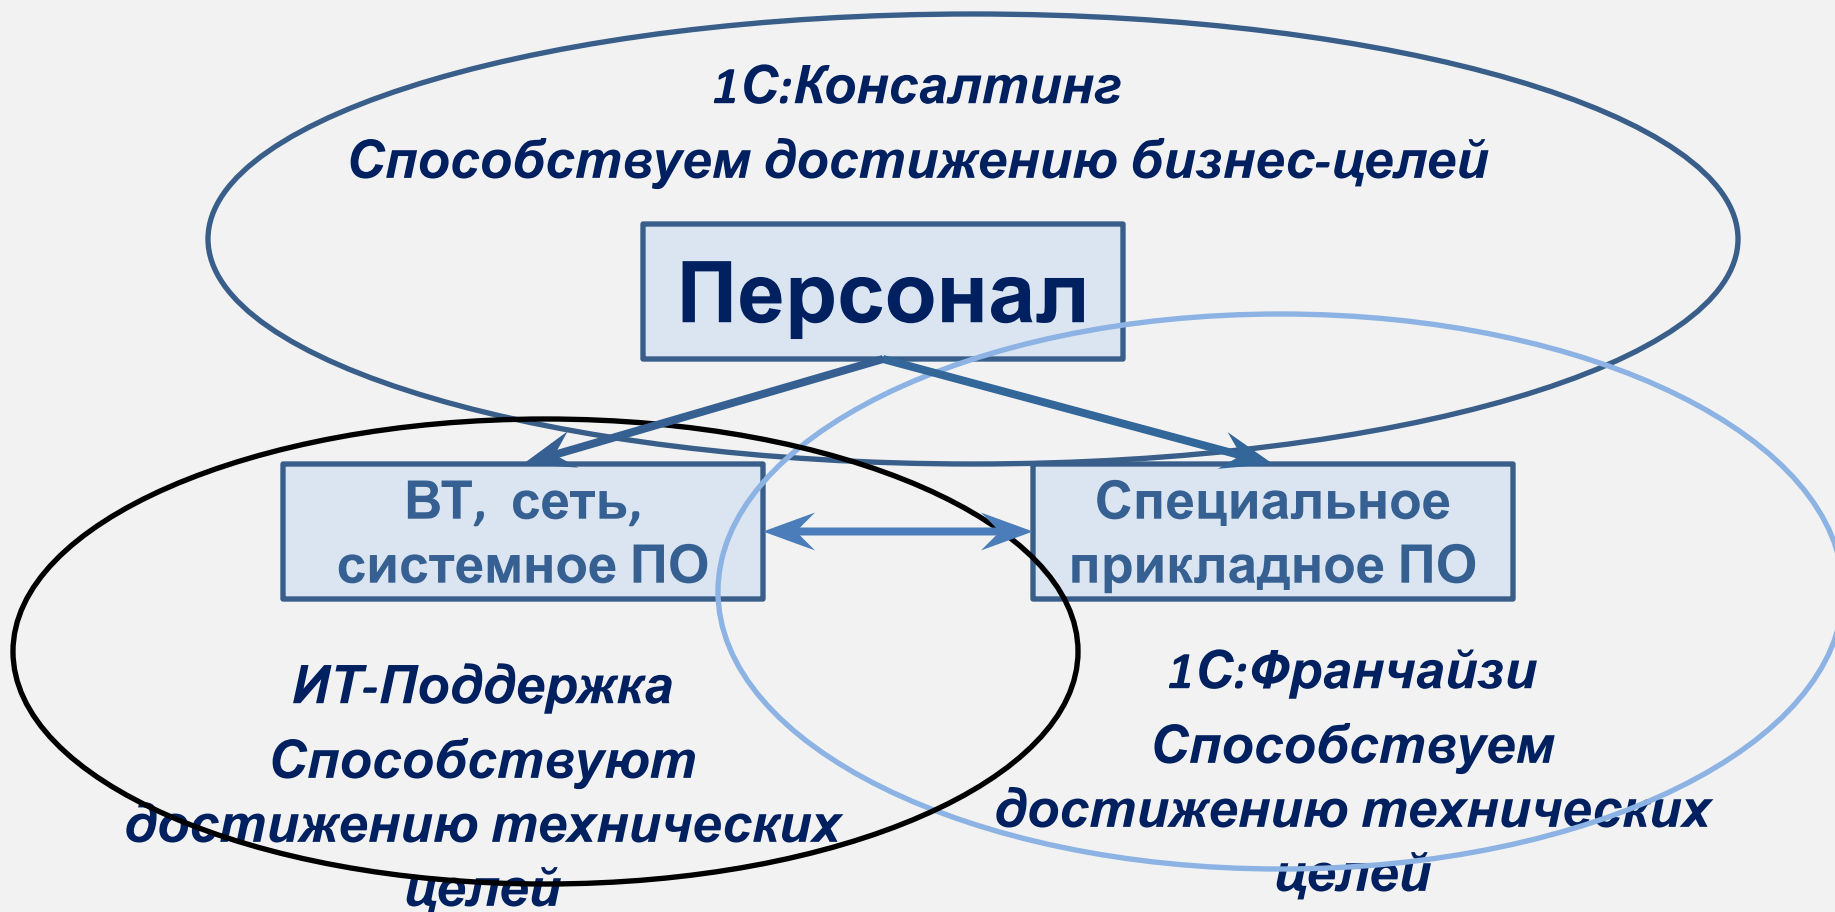 1С:Консалтинг
Способствуем достижению бизнес-целей
Персонал
ВТ, сеть,
системное ПО
Специальное
прикладное ПО
ИТ-Поддержка
Способствуют
достижению технических
целей
1С:Франчайзи
Способствуем
достижению технических
целей